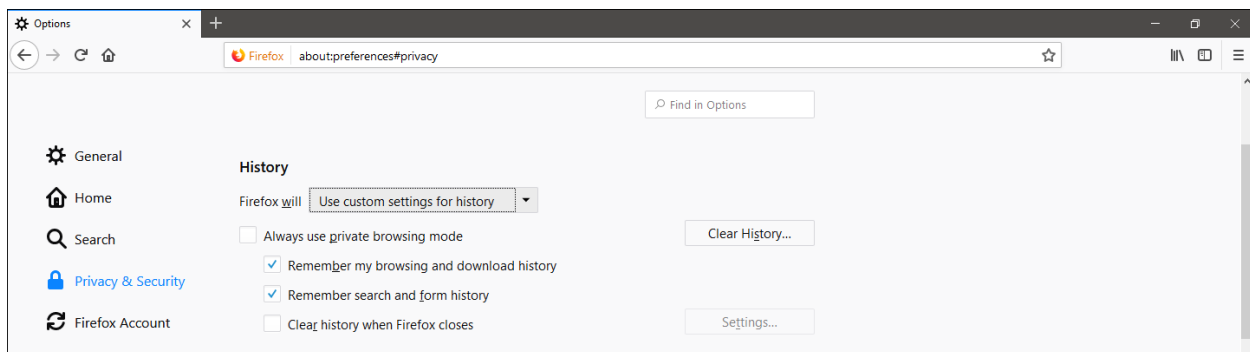 Options
Firefox about:preferences#privacy
Find in Options
General
Home
Search
Privacy & Security
Firefox Account
History
Firefox will Use custom settings for history
Always use private browsing mode
Clear History...
Remember my browsing and download history
Remember search and form history
Clear history when Firefox closes
Settings...